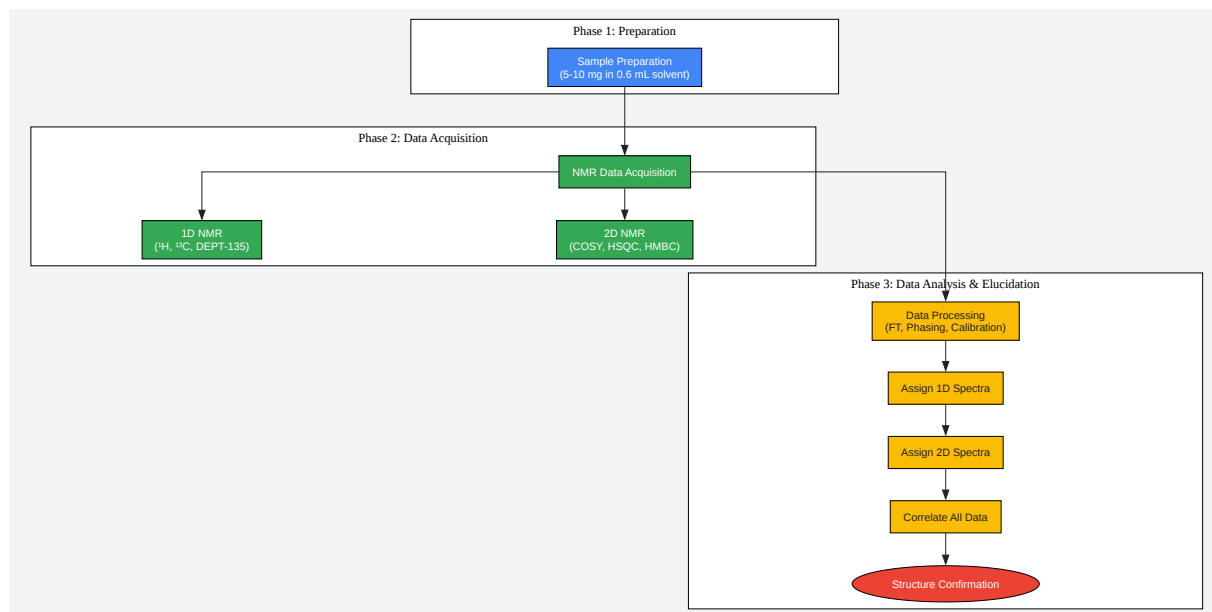 Phase 1: Preparation
Sample Preparation
(5-10 mg in 0.6 mL solvent)
Phase 2: Data Acquisition
NMR Data Acquisition
1D NMR
(¹H, ¹³C, DEPT-135)
2D NMR
(COSY, HSQC, HMBC)
Phase 3: Data Analysis & Elucidation
Data Processing
(FT, Phasing, Calibration)
Assign 1D Spectra
Assign 2D Spectra
Correlate All Data
Structure Confirmation